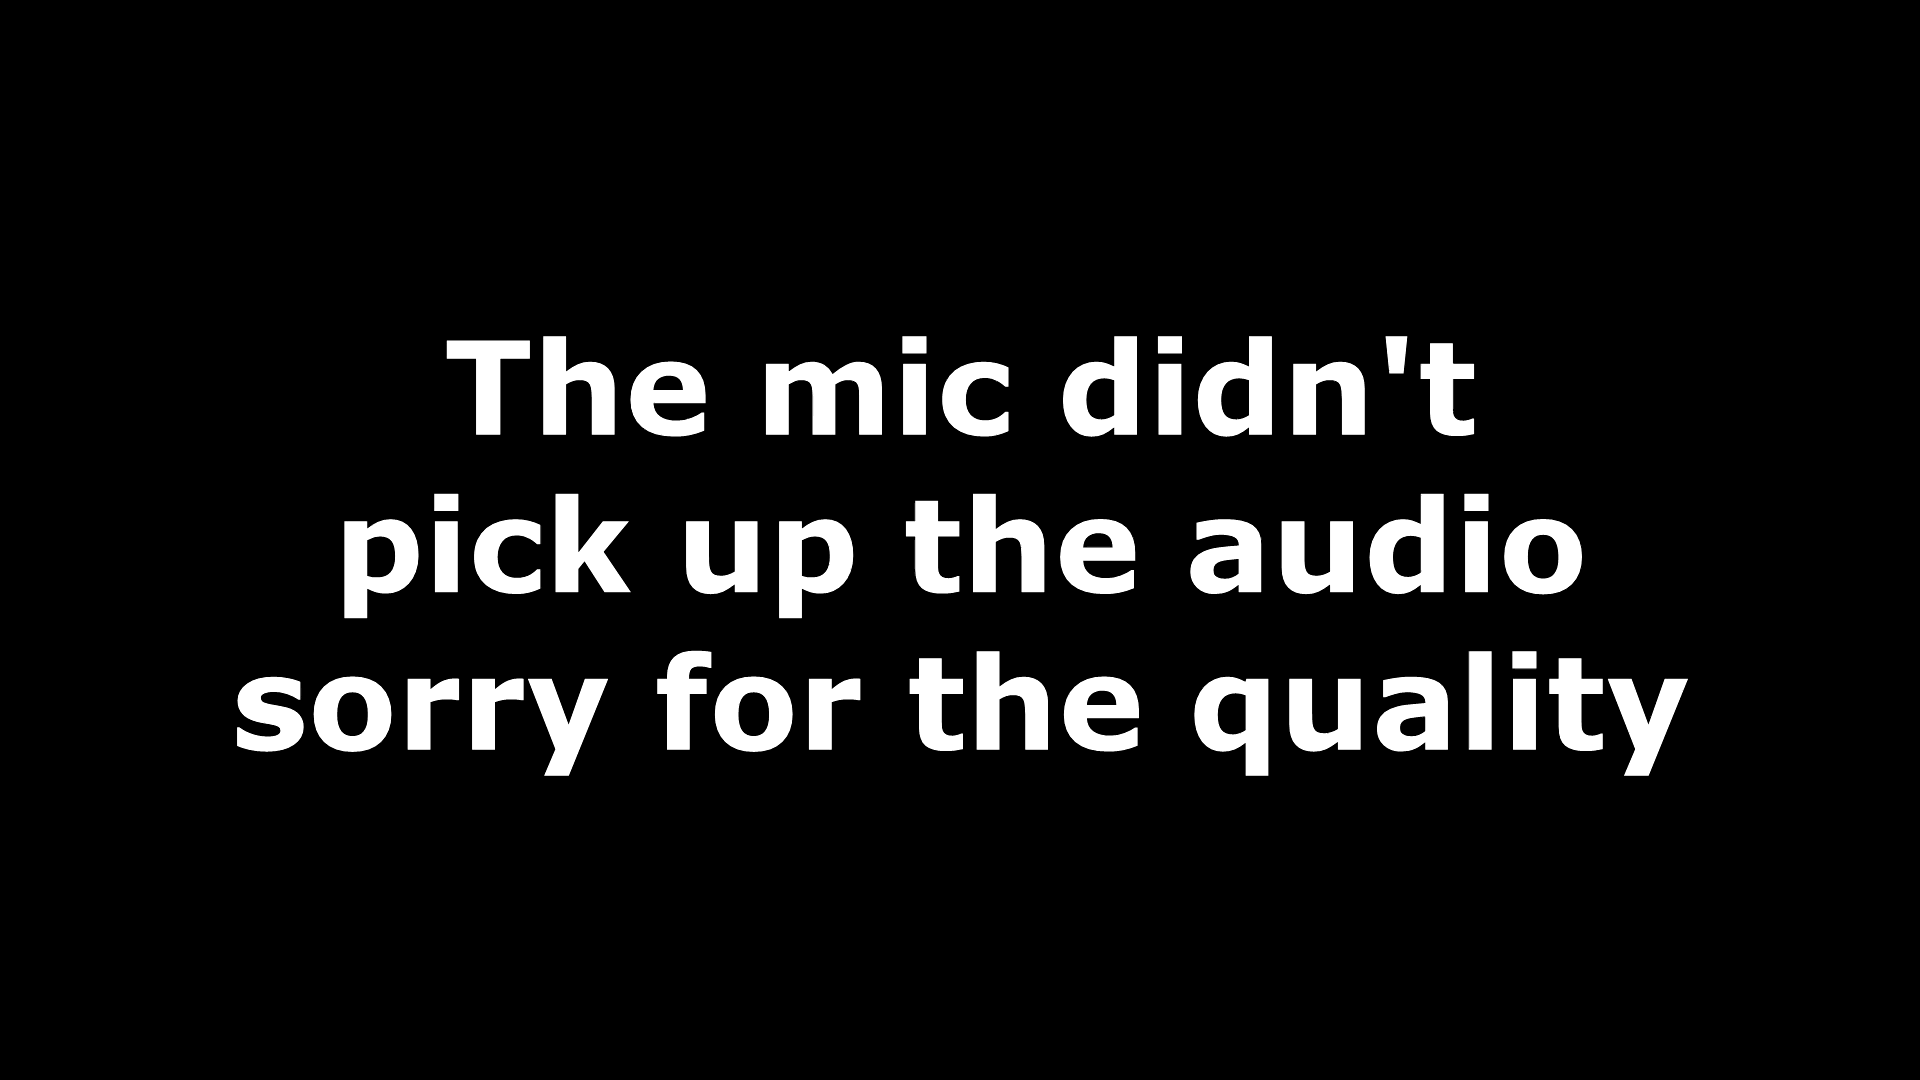 The mic didn't
pick up the audio
sorry for the quality